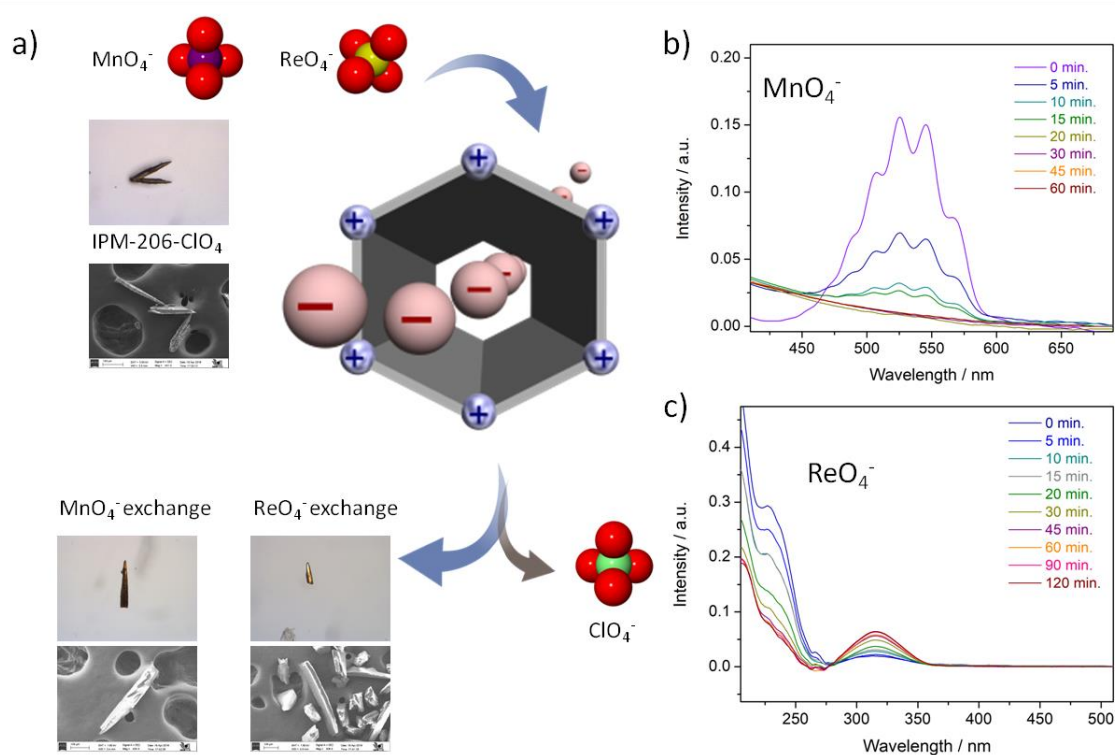 a)
MnO₄⁻
ReO₄⁻
IPM-206-ClO₄
+
+
+
+
+
+
−
−
−
−
−
MnO₄⁻ exchange
ReO₄⁻ exchange
ClO₄⁻
b)
MnO₄⁻
0 min.
5 min.
10 min.
15 min.
20 min.
30 min.
45 min.
60 min.
Intensity / a.u.
0.20
0.15
0.10
0.05
0.00
450 500 550 600 650
Wavelength / nm
c)
ReO₄⁻
0 min.
5 min.
10 min.
15 min.
20 min.
30 min.
45 min.
60 min.
90 min.
120 min.
Intensity / a.u.
0.4
0.3
0.2
0.1
0.0
250 300 350 400 450 500
Wavelength / nm